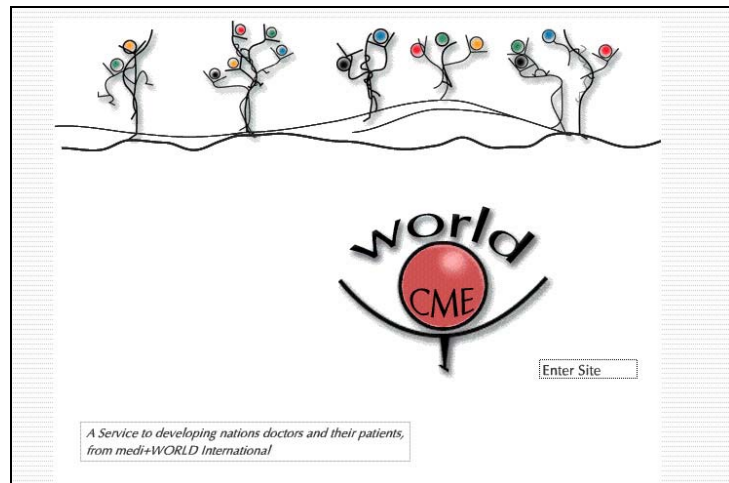 world
CME
Enter Site
A Service to developing nations doctors and their patients,
from medi+WORLD International